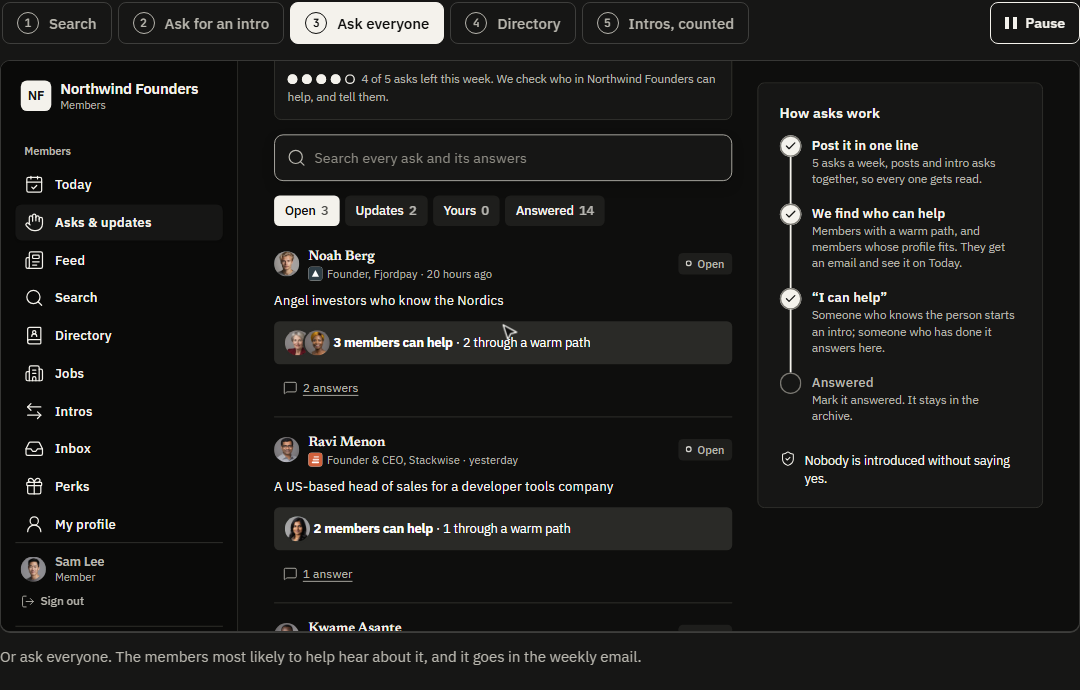 1 Search
2 Ask for an intro
3 Ask everyone
4 Directory
5 Intros, counted
Pause
NF
Northwind Founders
Members
Members
Today
Asks & updates
Feed
Search
Directory
Jobs
Intros
Inbox
Perks
My profile
Sam Lee
Member
Sign out
4 of 5 asks left this week. We check who in Northwind Founders can
help, and tell them.
Search every ask and its answers
Open 3
Updates 2
Yours 0
Answered 14
Noah Berg
Founder, Fjordpay · 20 hours ago
Open
Angel investors who know the Nordics
3 members can help · 2 through a warm path
2 answers
Ravi Menon
Founder & CEO, Stackwise · yesterday
Open
A US-based head of sales for a developer tools company
2 members can help · 1 through a warm path
1 answer
Kwame Asante
How asks work
Post it in one line
5 asks a week, posts and intro asks
together, so every one gets read.
We find who can help
Members with a warm path, and
members whose profile fits. They get
an email and see it on Today.
“I can help”
Someone who knows the person starts
an intro; someone who has done it
answers here.
Answered
Mark it answered. It stays in the
archive.
Nobody is introduced without saying
yes.
Or ask everyone. The members most likely to help hear about it, and it goes in the weekly email.